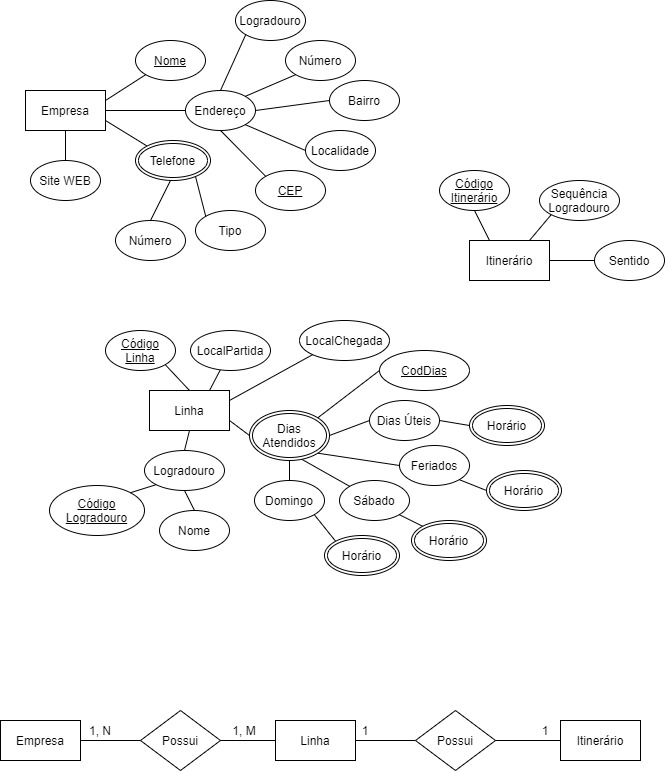 Logradouro
Nome
Número
Empresa
Endereço
Bairro
Telefone
Localidade
Site WEB
CEP
Número
Tipo
Código
Itinerário
Sequência
Logradouro
Itinerário
Sentido
Código
Linha
LocalPartida
LocalChegada
CodDias
Linha
Dias
Atendidos
Dias Úteis
Horário
Logradouro
Feriados
Código
Logradouro
Nome
Domingo
Sábado
Horário
Horário
Horário
Empresa
1, N
Possui
1, M
Linha
1
Possui
1
Itinerário